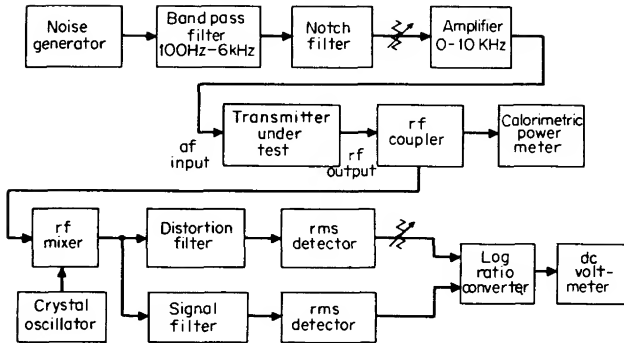 Noise
generator
Band pass
filter
100Hz-6kHz
Notch
filter
Amplifier
0-10 KHz
af
input
Transmitter
under
test
rf
output
rf
coupler
Calorimetric
power
meter
rf
mixer
Distortion
filter
rms
detector
Log
ratio
converter
dc
volt-
meter
Crystal
oscillator
Signal
filter
rms
detector